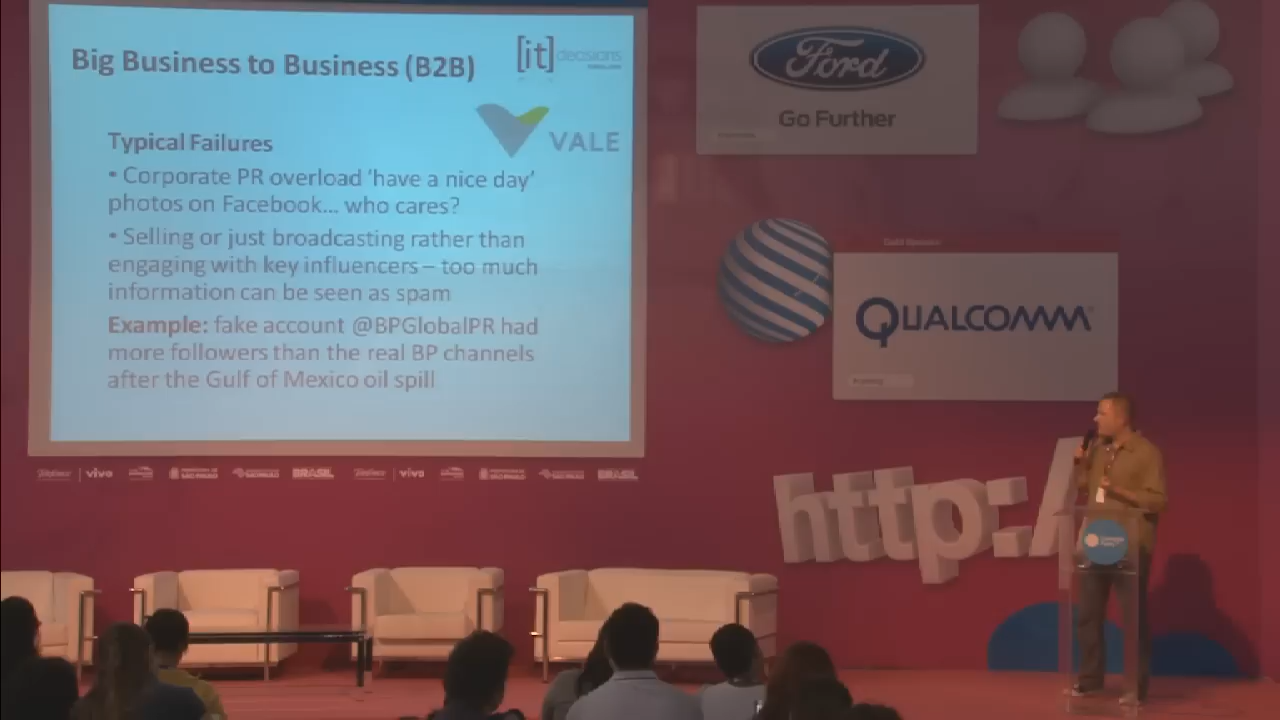 Big Business to Business (B2B)
[it] decisions
VALE
Typical Failures
• Corporate PR overload ‘have a nice day’
photos on Facebook... who cares?
• Selling or just broadcasting rather than
engaging with key influencers – too much
information can be seen as spam
Example: fake account @BPGlobalPR had
more followers than the real BP channels
after the Gulf of Mexico oil spill
Ford
Go Further
QUALCOMM
vivo
BRASIL
vivo
BRASIL
http:/